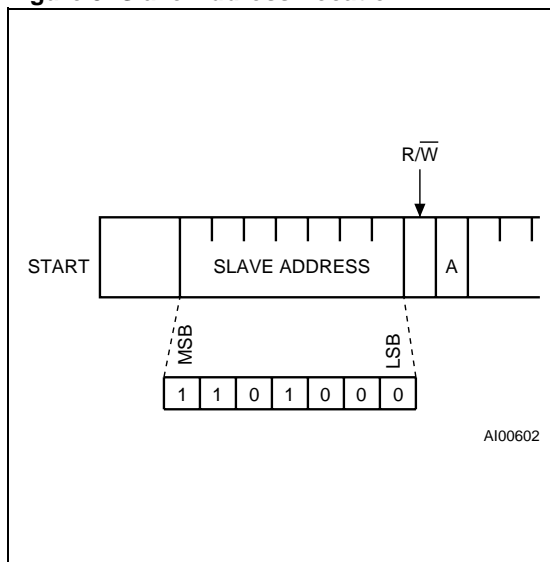 R/W
START
SLAVE ADDRESS
A
MSB
LSB
1 1 0 1 0 0 0
AI00602